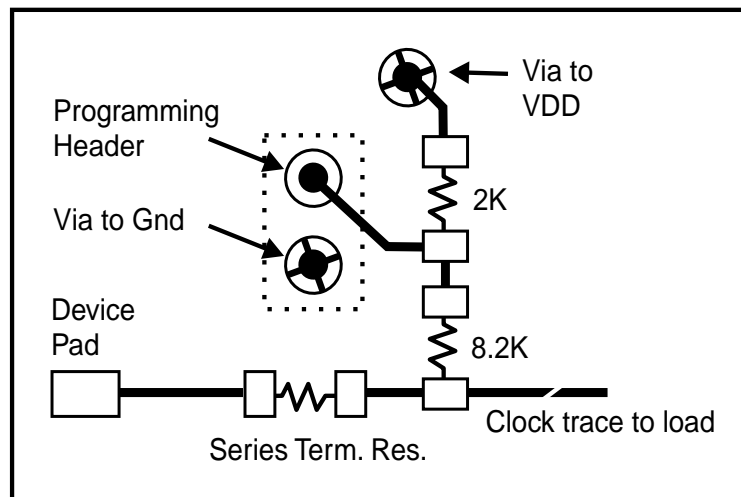 Via to
VDD
Programming
Header
2K
Via to Gnd
Device
Pad
8.2K
Clock trace to load
Series Term. Res.